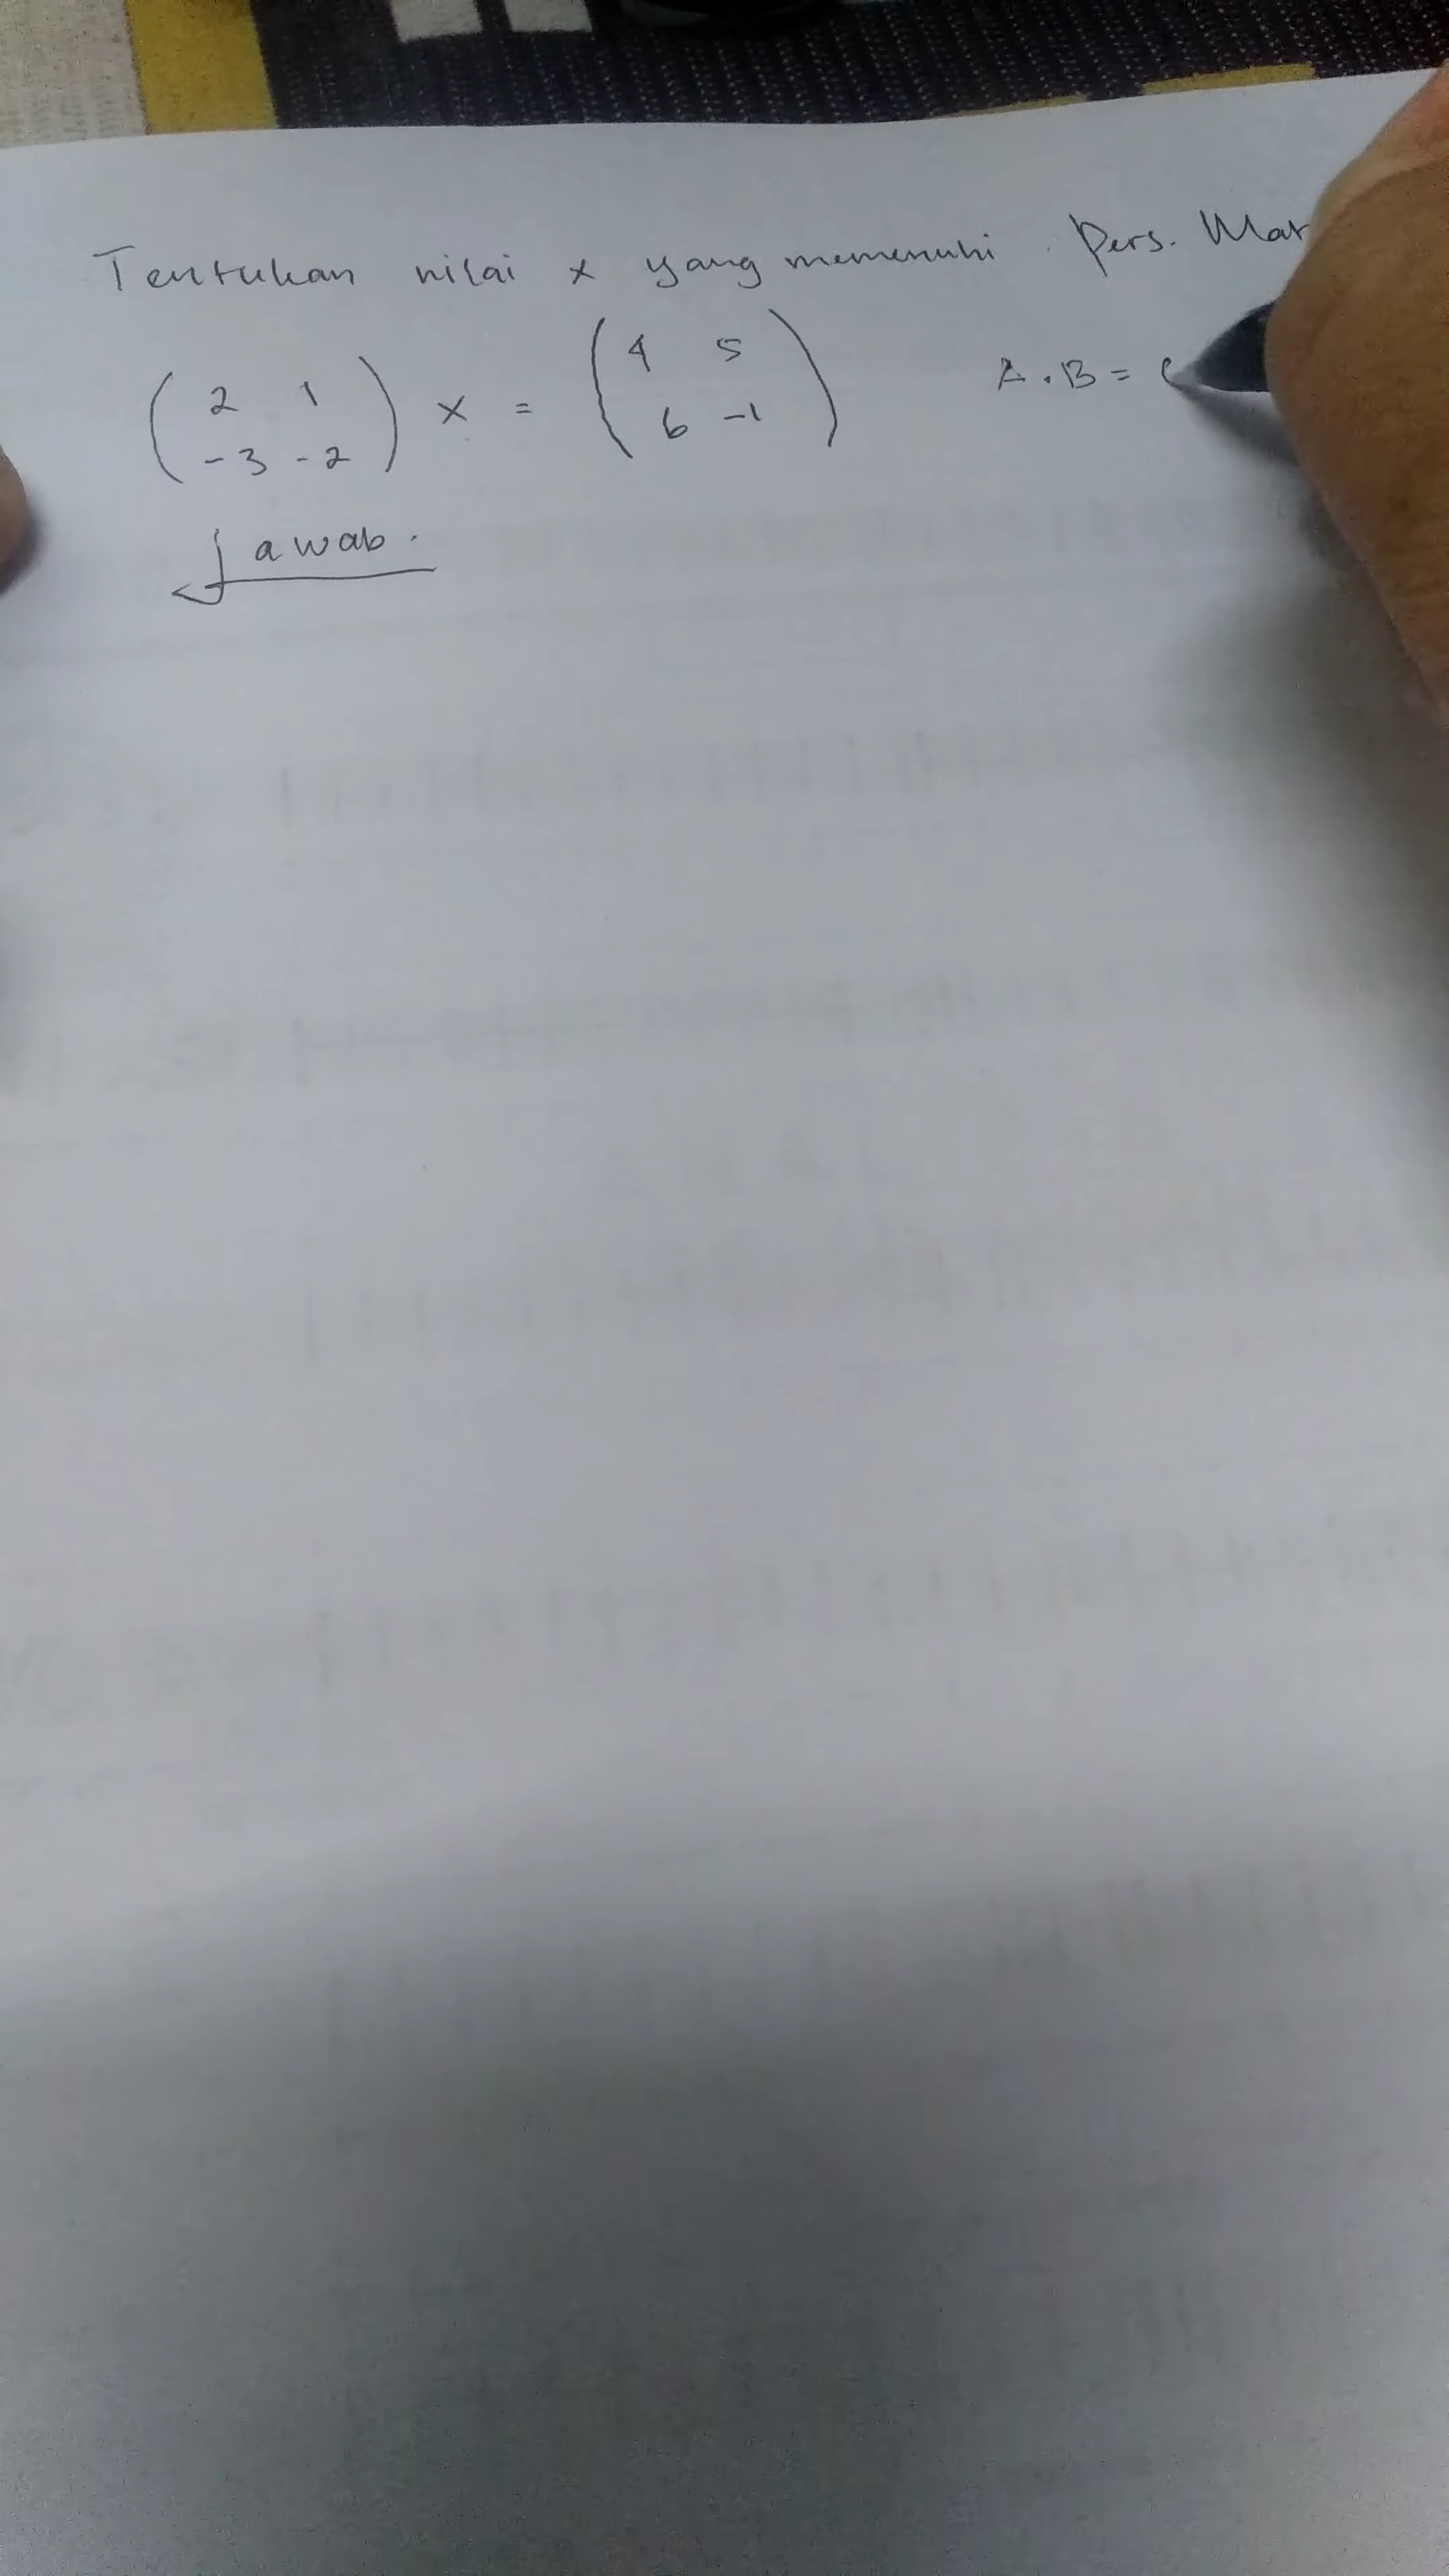 Tentukan nilai x yang memenuhi Pers. Mat
( 2 1 ) x = ( 4 5 ) A . B = C
( -3 -2 ) ( 6 -1 )
Jawab.